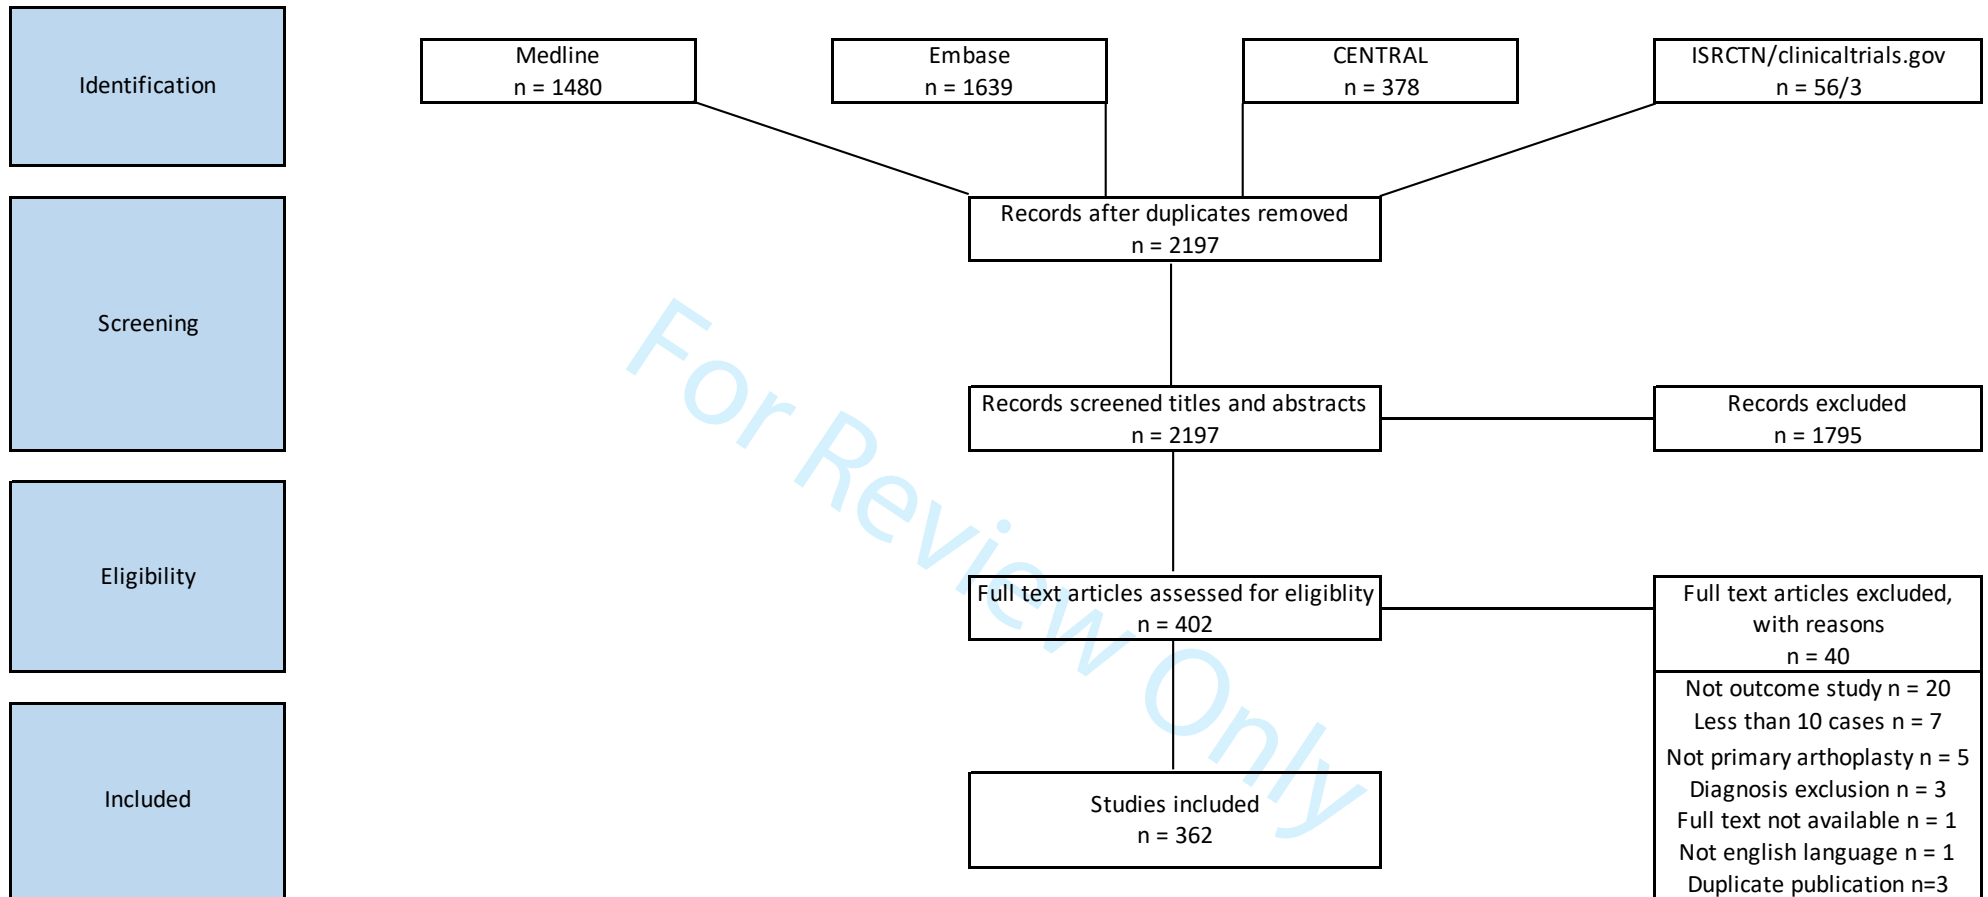 Identification
Medline
n = 1480
Embase
n = 1639
CENTRAL
n = 378
ISRCTN/clinicaltrials.gov
n = 56/3
Screening
Records after duplicates removed
n = 2197
Records screened titles and abstracts
n = 2197
Records excluded
n = 1795
Eligibility
Full text articles assessed for eligiblity
n = 402
Full text articles excluded,
with reasons
n = 40
Not outcome study n = 20
Less than 10 cases n = 7
Not primary arthoplasty n = 5
Diagnosis exclusion n = 3
Full text not available n = 1
Not english language n = 1
Duplicate publication n=3
Included
Studies included
n = 362
For Review Only